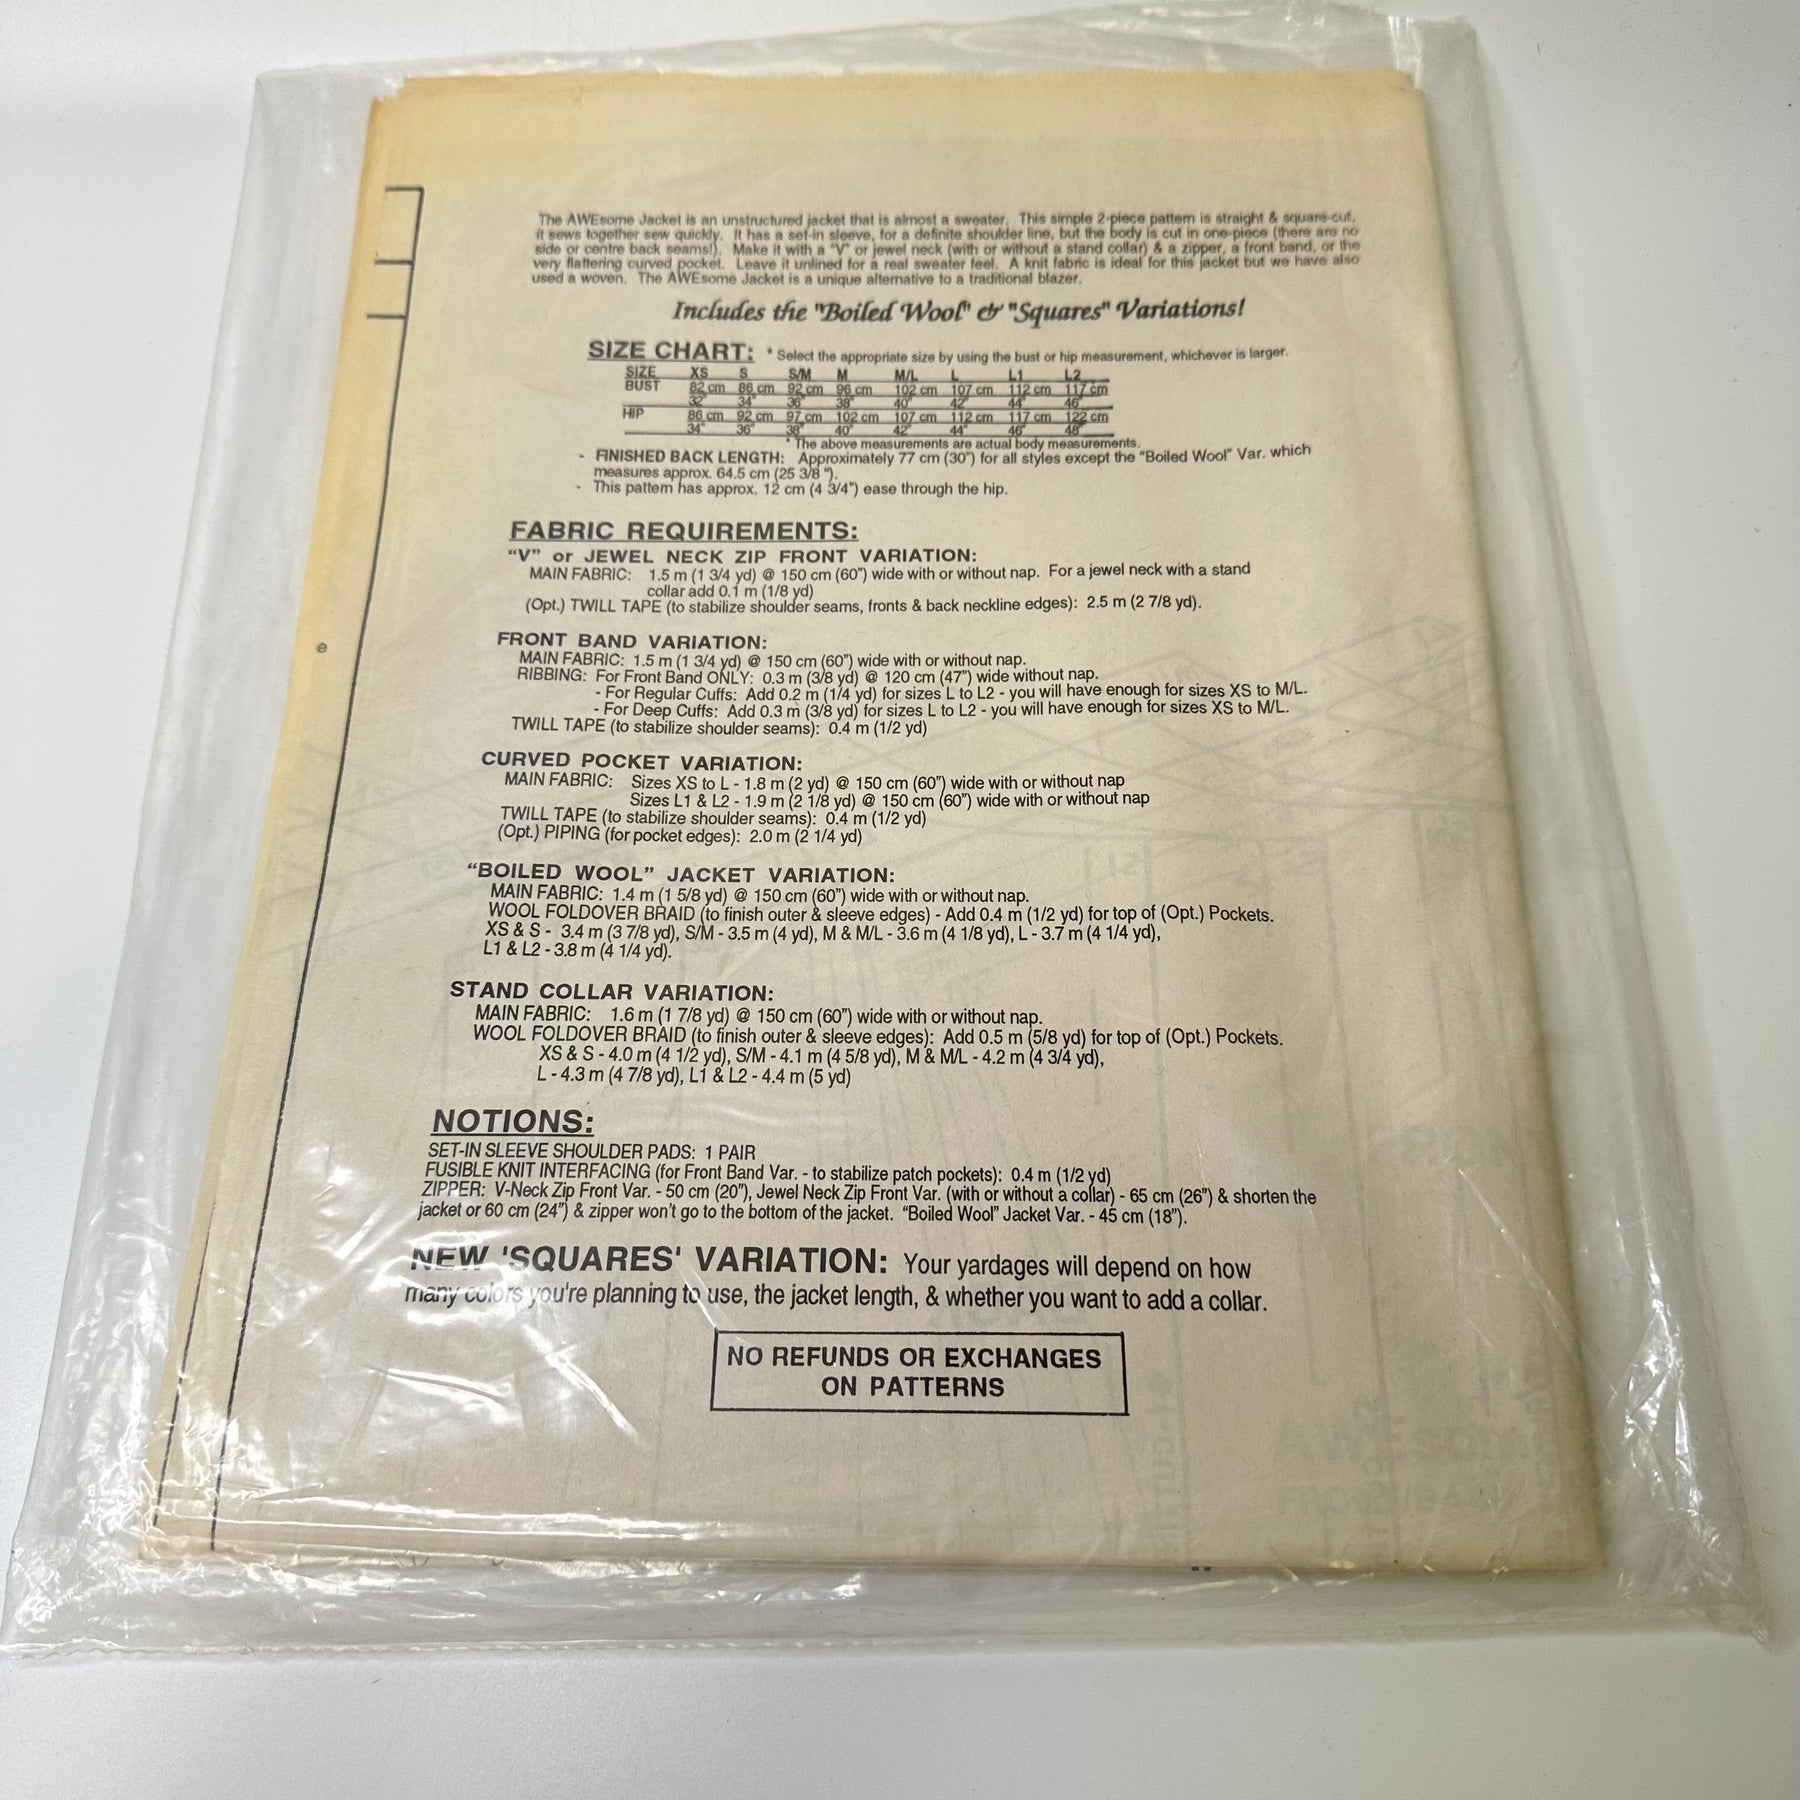 The AWEsome Jacket is an unstructured jacket that is almost a sweater. This simple 2-piece pattern is straight & square-cut,
it sews together sew quickly. It has a set-in sleeve, for a definite shoulder line, but the body is cut in one-piece (there are no
side or centre back seams!). Make it with a "V" or jewel neck (with or without a stand collar) & a zipper, a front band, or the
very flattering curved pocket. Leave it unlined for a real sweater feel. A knit fabric is ideal for this jacket but we have also
used a woven. The AWEsome Jacket is a unique alternative to a traditional blazer.
Includes the "Boiled Wool" & "Squares" Variations!
SIZE CHART: * Select the appropriate size by using the bust or hip measurement, whichever is larger.
SIZE XS S S/M M M/L L L1 L2
BUST 82 cm 86 cm 92 cm 96 cm 102 cm 107 cm 112 cm 117 cm
32" 34" 36" 38" 40" 42" 44" 46"
HIP 86 cm 92 cm 97 cm 102 cm 107 cm 112 cm 117 cm 122 cm
34" 36" 38" 40" 42" 44" 46" 48"
* The above measurements are actual body measurements.
- FINISHED BACK LENGTH: Approximately 77 cm (30") for all styles except the "Boiled Wool" Var. which
measures approx. 64.5 cm (25 3/8 ").
- This pattern has approx. 12 cm (4 3/4") ease through the hip.
FABRIC REQUIREMENTS:
"V" or JEWEL NECK ZIP FRONT VARIATION:
MAIN FABRIC: 1.5 m (1 3/4 yd) @ 150 cm (60") wide with or without nap. For a jewel neck with a stand
collar add 0.1 m (1/8 yd)
(Opt.) TWILL TAPE (to stabilize shoulder seams, fronts & back neckline edges): 2.5 m (2 7/8 yd).
FRONT BAND VARIATION:
MAIN FABRIC: 1.5 m (1 3/4 yd) @ 150 cm (60") wide with or without nap.
RIBBING: For Front Band ONLY: 0.3 m (3/8 yd) @ 120 cm (47") wide without nap.
- For Regular Cuffs: Add 0.2 m (1/4 yd) for sizes L to L2 - you will have enough for sizes XS to M/L.
- For Deep Cuffs: Add 0.3 m (3/8 yd) for sizes L to L2 - you will have enough for sizes XS to M/L.
TWILL TAPE (to stabilize shoulder seams): 0.4 m (1/2 yd)
CURVED POCKET VARIATION:
MAIN FABRIC: Sizes XS to L - 1.8 m (2 yd) @ 150 cm (60") wide with or without nap
Sizes L1 & L2 - 1.9 m (2 1/8 yd) @ 150 cm (60") wide with or without nap
TWILL TAPE (to stabilize shoulder seams): 0.4 m (1/2 yd)
(Opt.) PIPING (for pocket edges): 2.0 m (2 1/4 yd)
"BOILED WOOL" JACKET VARIATION:
MAIN FABRIC: 1.4 m (1 5/8 yd) @ 150 cm (60") wide with or without nap.
WOOL FOLDOVER BRAID (to finish outer & sleeve edges) - Add 0.4 m (1/2 yd) for top of (Opt.) Pockets.
XS & S - 3.4 m (3 7/8 yd), S/M - 3.5 m (4 yd), M & M/L - 3.6 m (4 1/8 yd), L - 3.7 m (4 1/4 yd),
L1 & L2 - 3.8 m (4 1/4 yd).
STAND COLLAR VARIATION:
MAIN FABRIC: 1.6 m (1 7/8 yd) @ 150 cm (60") wide with or without nap.
WOOL FOLDOVER BRAID (to finish outer & sleeve edges): Add 0.5 m (5/8 yd) for top of (Opt.) Pockets.
XS & S - 4.0 m (4 1/2 yd), S/M - 4.1 m (4 5/8 yd), M & M/L - 4.2 m (4 3/4 yd),
L - 4.3 m (4 7/8 yd), L1 & L2 - 4.4 m (5 yd)
NOTIONS:
SET-IN SLEEVE SHOULDER PADS: 1 PAIR
FUSIBLE KNIT INTERFACING (for Front Band Var. - to stabilize patch pockets): 0.4 m (1/2 yd)
ZIPPER: V-Neck Zip Front Var. - 50 cm (20"), Jewel Neck Zip Front Var. (with or without a collar) - 65 cm (26") & shorten the
jacket or 60 cm (24") & zipper won't go to the bottom of the jacket. "Boiled Wool" Jacket Var. - 45 cm (18").
NEW 'SQUARES' VARIATION: Your yardages will depend on how
many colors you're planning to use, the jacket length, & whether you want to add a collar.
NO REFUNDS OR EXCHANGES
ON PATTERNS